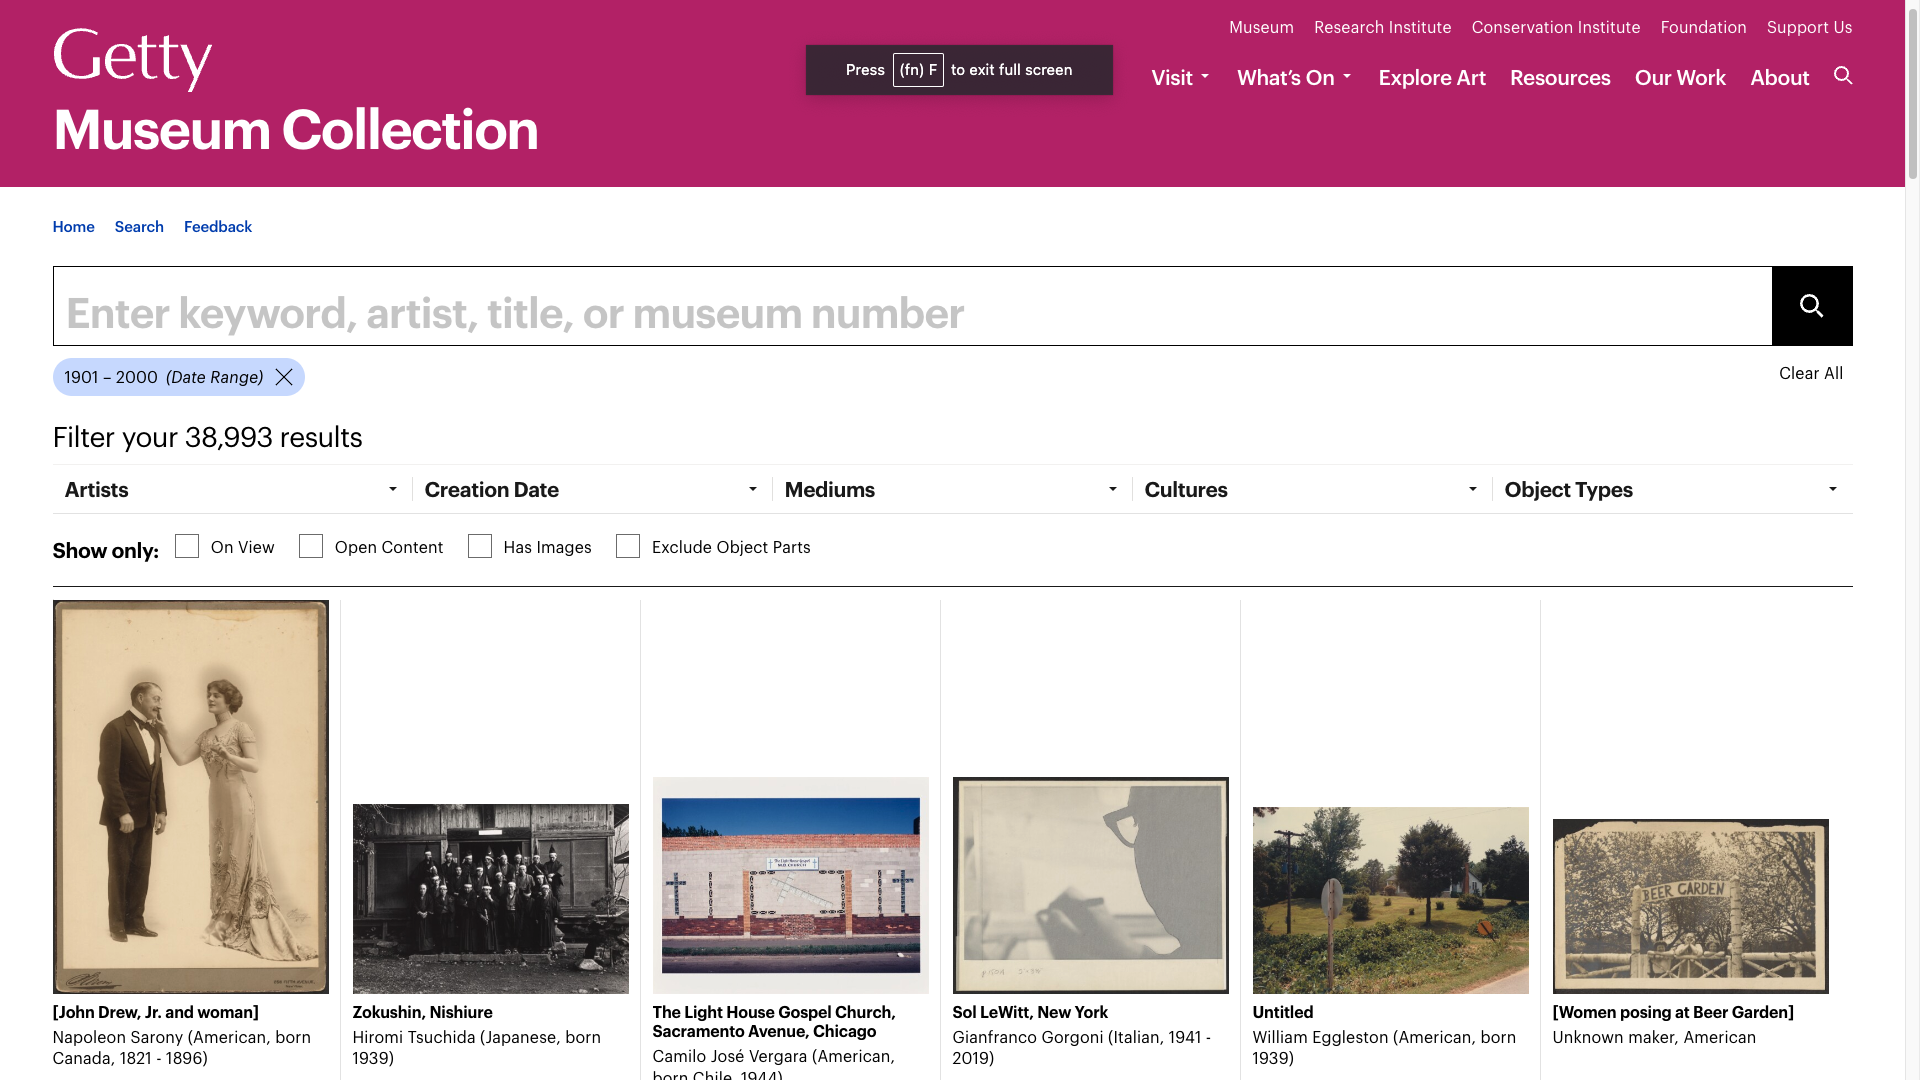 Museum Research Institute Conservation Institute Foundation Support Us
Getty
Press (fn) F to exit full screen
Visit What’s On Explore Art Resources Our Work About
Museum Collection
Home Search Feedback
Enter keyword, artist, title, or museum number
1901 – 2000 (Date Range)
Clear All
Filter your 38,993 results
Artists Creation Date Mediums Cultures Object Types
Show only: On View Open Content Has Images Exclude Object Parts
The Light House Gospel
M.B. CHURCH
BEER GARDEN
[John Drew, Jr. and woman]
Napoleon Sarony (American, born
Canada, 1821 - 1896)
Zokushin, Nishiure
Hiromi Tsuchida (Japanese, born
1939)
The Light House Gospel Church,
Sacramento Avenue, Chicago
Camilo José Vergara (American,
born Chile, 1944)
Sol LeWitt, New York
Gianfranco Gorgoni (Italian, 1941 -
2019)
Untitled
William Eggleston (American, born
1939)
[Women posing at Beer Garden]
Unknown maker, American